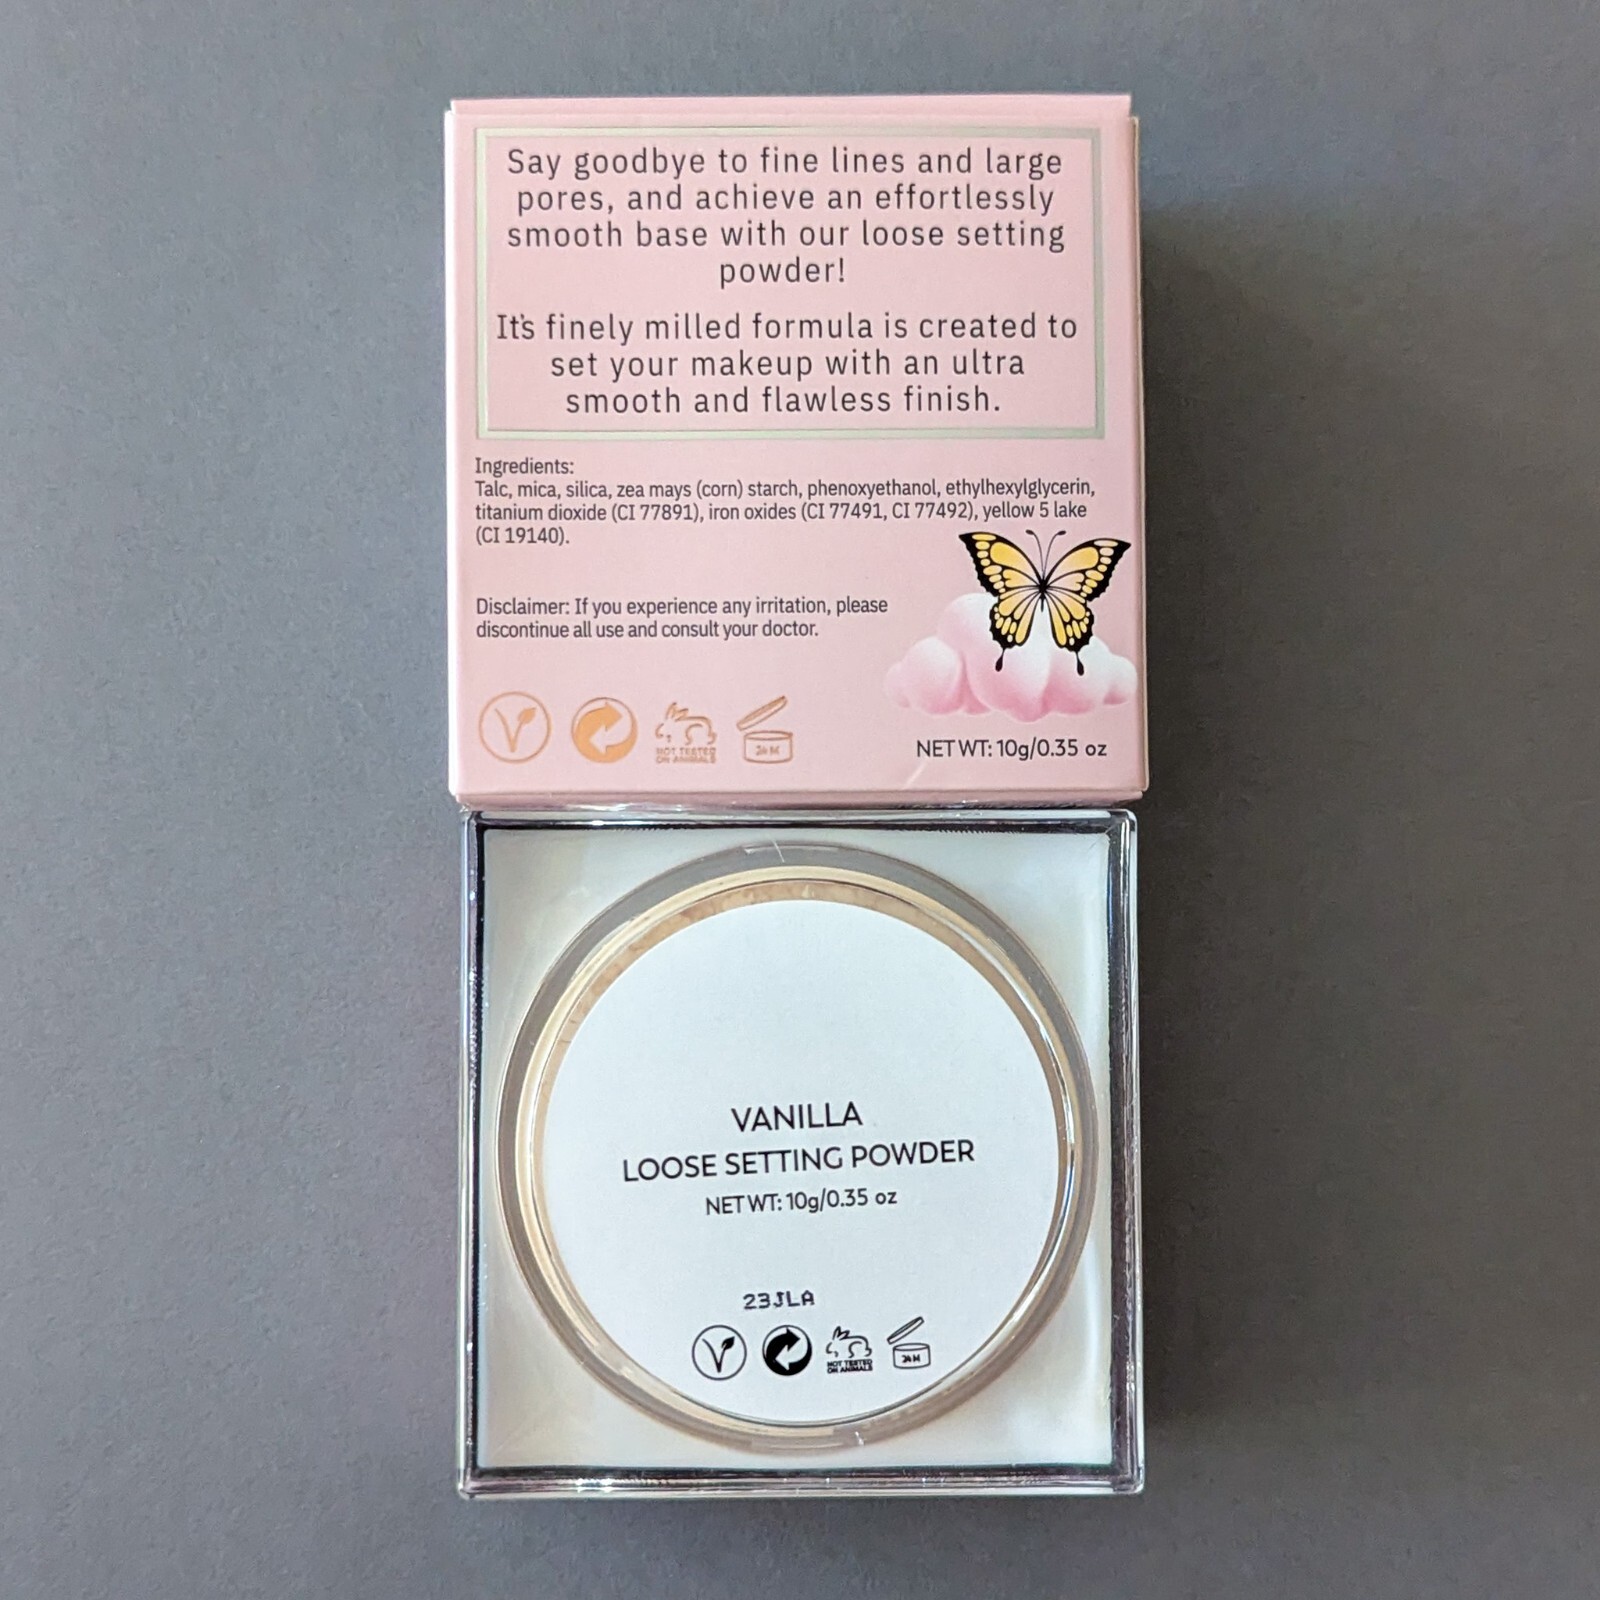 Say goodbye to fine lines and large
pores, and achieve an effortlessly
smooth base with our loose setting
powder!
It's finely milled formula is created to
set your makeup with an ultra
smooth and flawless finish.
Ingredients:
Talc, mica, silica, zea mays (corn) starch, phenoxyethanol, ethylhexylglycerin,
titanium dioxide (CI 77891), iron oxides (CI 77491, CI 77492), yellow 5 lake
(CI 19140).
Disclaimer: If you experience any irritation, please
discontinue all use and consult your doctor.
NOT TESTED
ON ANIMALS
24 M
NET WT: 10g/0.35 oz
VANILLA
LOOSE SETTING POWDER
NET WT: 10g/0.35 oz
23JLA
NOT TESTED
ON ANIMALS
24 M